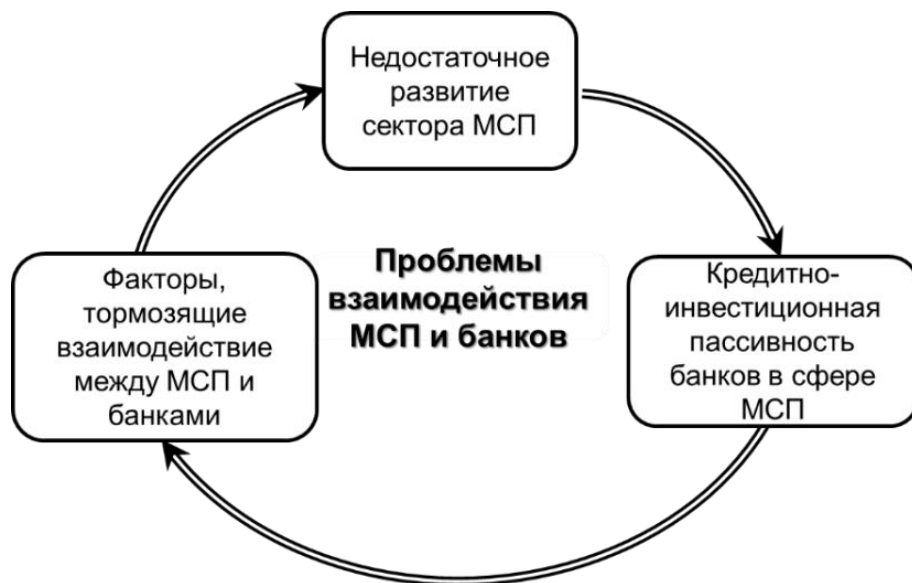 Недостаточное
развитие
сектора МСП
Проблемы
взаимодействия
МСП и банков
Факторы,
тормозящие
взаимодействие
между МСП и
банками
Кредитно-
инвестиционная
пассивность
банков в сфере
МСП